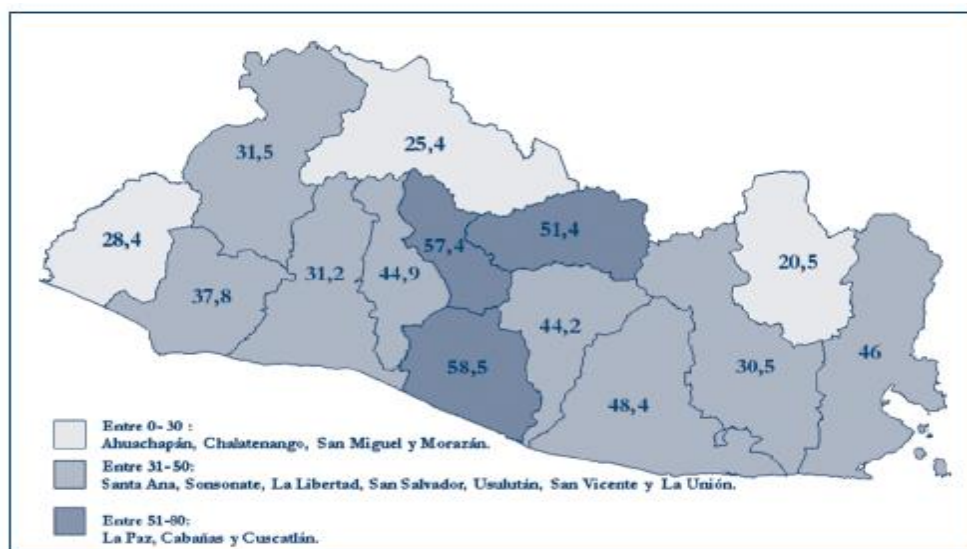 25,4
31,5
28,4
51,4
57,4
20,5
31,2
44,9
37,8
44,2
46
58,5
30,5
48,4
Entre 0-30 :
Ahuachapán, Chalatenango, San Miguel y Morazán.
Entre 31-50:
Santa Ana, Sonsonate, La Libertad, San Salvador, Usulután, San Vicente y La Unión.
Entre 51-80:
La Paz, Cabañas y Cuscatlán.